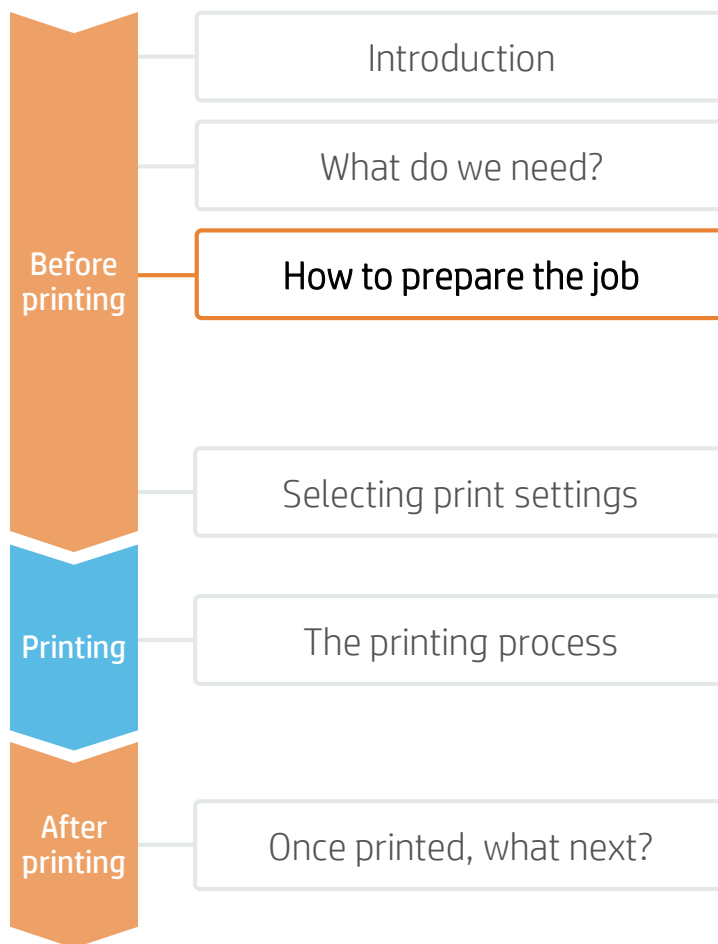 Introduction
What do we need?
Before
printing
How to prepare the job
Selecting print settings
Printing
The printing process
After
printing
Once printed, what next?